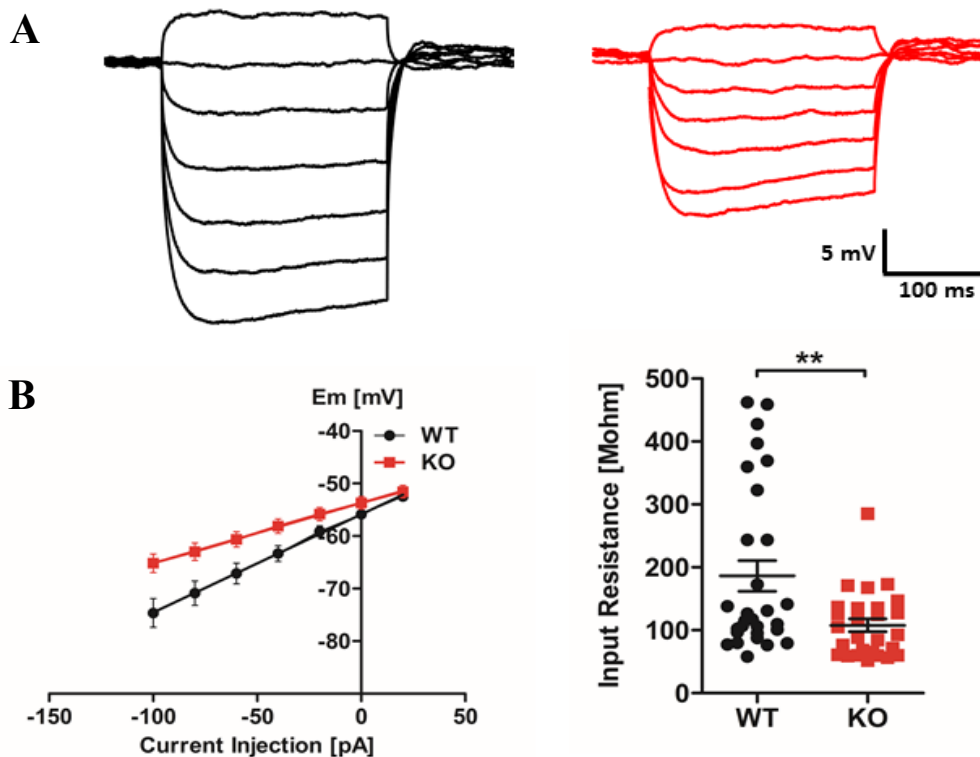 A
5 mV
100 ms
B
Em [mV]
-40
-50
-60
-70
-80
WT
KO
-150
-100
-50
0
50
Current Injection [pA]
**
500
400
300
200
100
0
Input Resistance [Mohm]
WT
KO